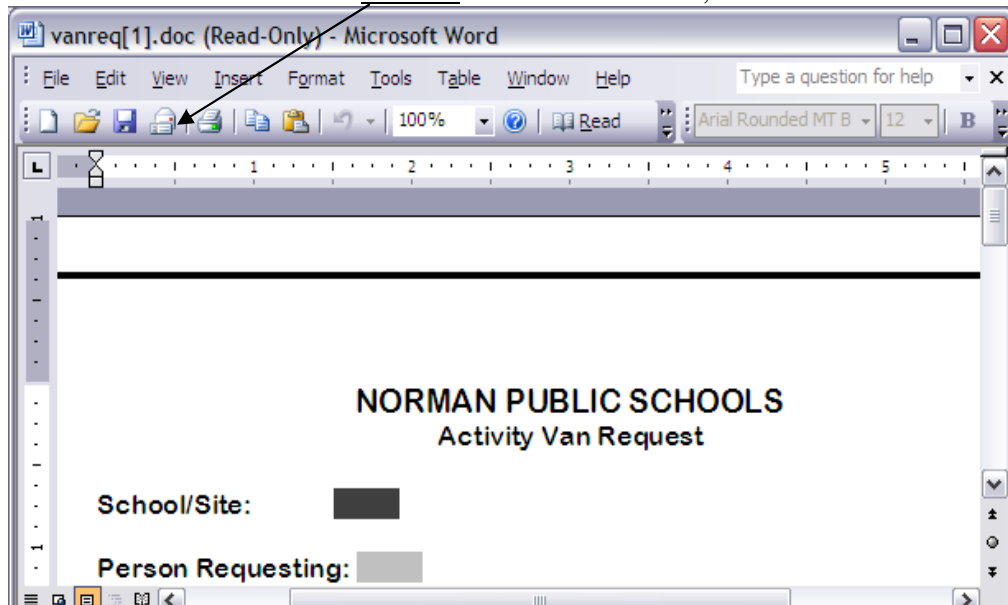 vanreq[1].doc (Read-Only) - Microsoft Word
File Edit View Insert Format Tools Table Window Help Type a question for help
100% Read Arial Rounded MT B 12 B
L 1 2 3 4 5
1
NORMAN PUBLIC SCHOOLS
Activity Van Request
School/Site:
1
Person Requesting: